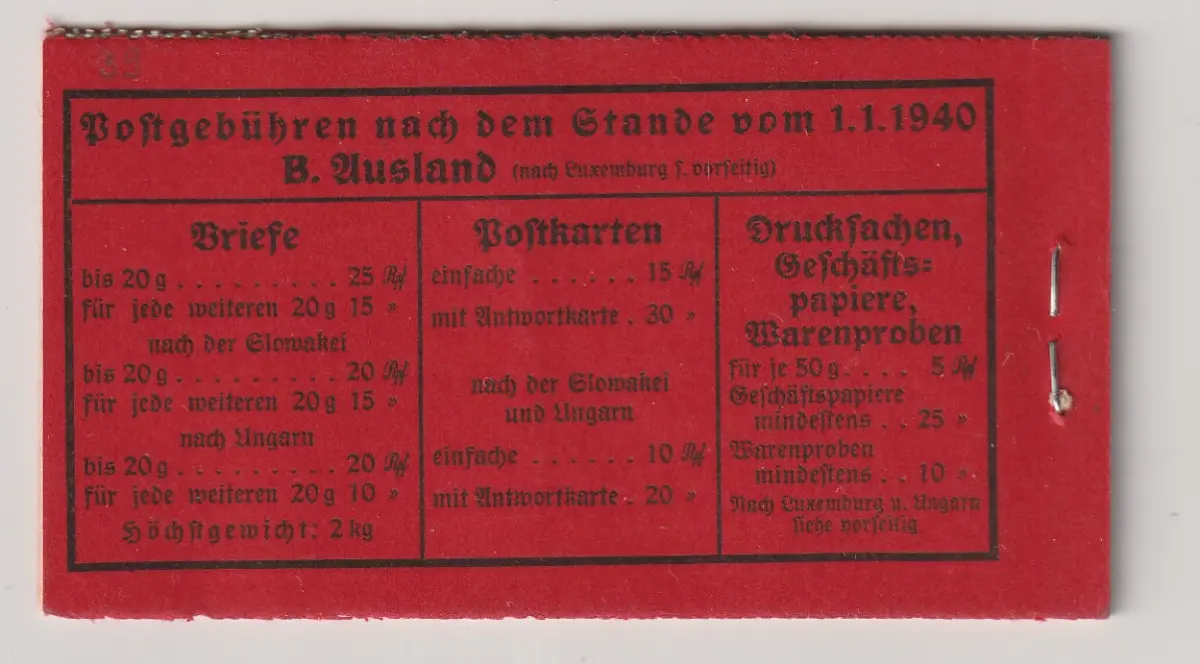 33
Postgebühren nach dem Stande vom 1.1.1940
B. Ausland (nach Luxemburg s. vorseitig)
Briefe
bis 20 g . . . . . . . . . 25 Rpf
für jede weiteren 20 g 15 "
nach der Slowakei
bis 20 g . . . . . . . . . 20 Rpf
für jede weiteren 20 g 15 "
nach Ungarn
bis 20 g . . . . . . . . . 20 Rpf
für jede weiteren 20 g 10 "
Höchstgewicht: 2 kg
Postkarten
einfache . . . . . . 15 Rpf
mit Antwortkarte . 30 "
nach der Slowakei
und Ungarn
einfache . . . . . . 10 Rpf
mit Antwortkarte . 20 "
Drucksachen,
Geschäfts-
papiere,
Warenproben
für je 50 g . . . . 5 Rpf
Geschäftspapiere
mindestens . . 25 "
Warenproben
mindestens . . 10 "
Nach Luxemburg u. Ungarn
siehe vorseitig